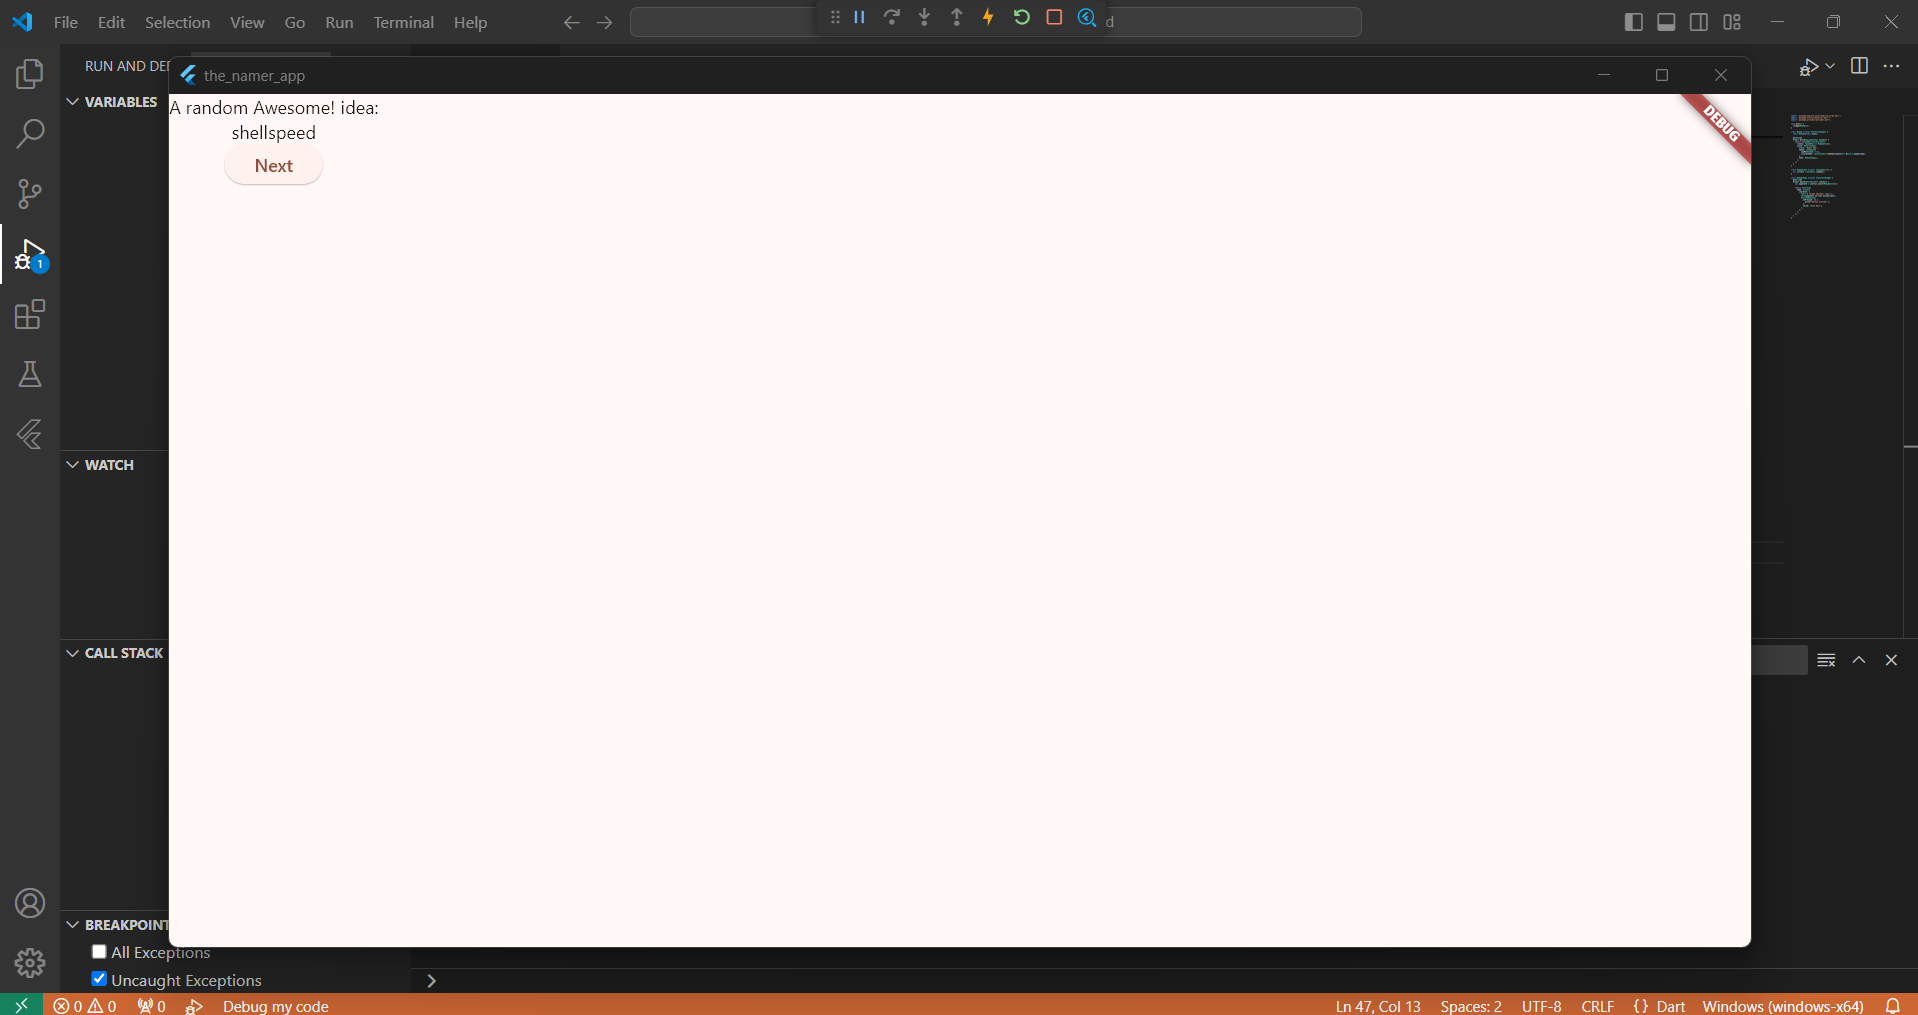 File Edit Selection View Go Run Terminal Help
d
RUN AND DE
VARIABLES
WATCH
CALL STACK
BREAKPOINT
All Exceptions
Uncaught Exceptions
the_namer_app
A random Awesome! idea:
shellspeed
Next
DEBUG
1
0 0 0 Debug my code
Ln 47, Col 13 Spaces: 2 UTF-8 CRLF {} Dart Windows (windows-x64)